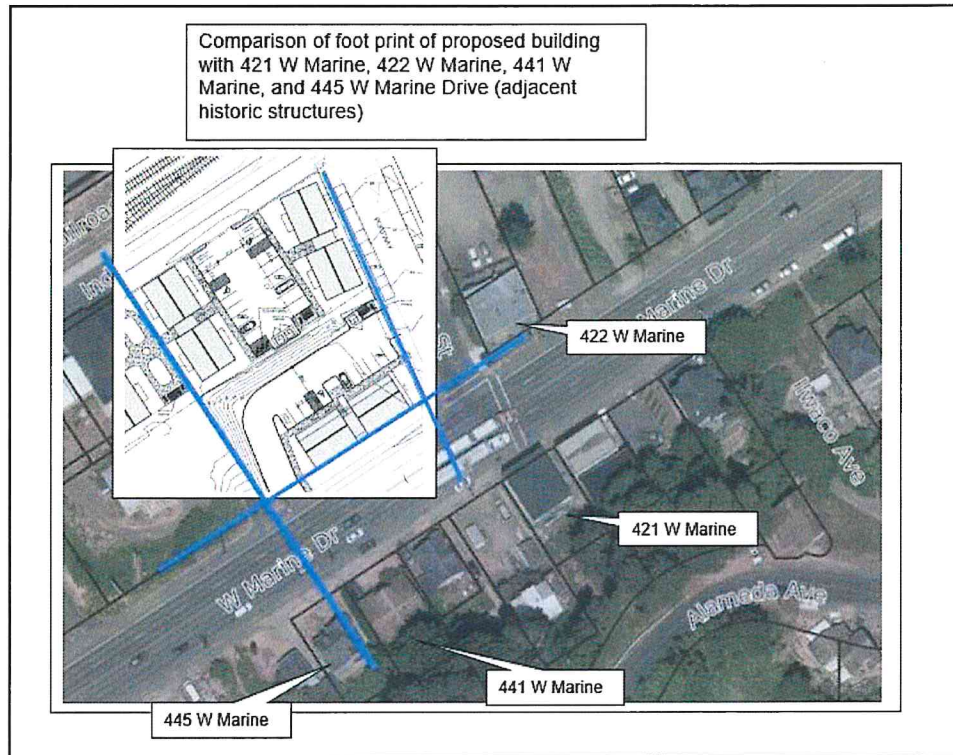 Comparison of foot print of proposed building
with 421 W Marine, 422 W Marine, 441 W
Marine, and 445 W Marine Drive (adjacent
historic structures)
Marine Dr
422 W Marine
Ilwaco Ave
421 W Marine
W Marine Dr
Alameda Ave
441 W Marine
445 W Marine